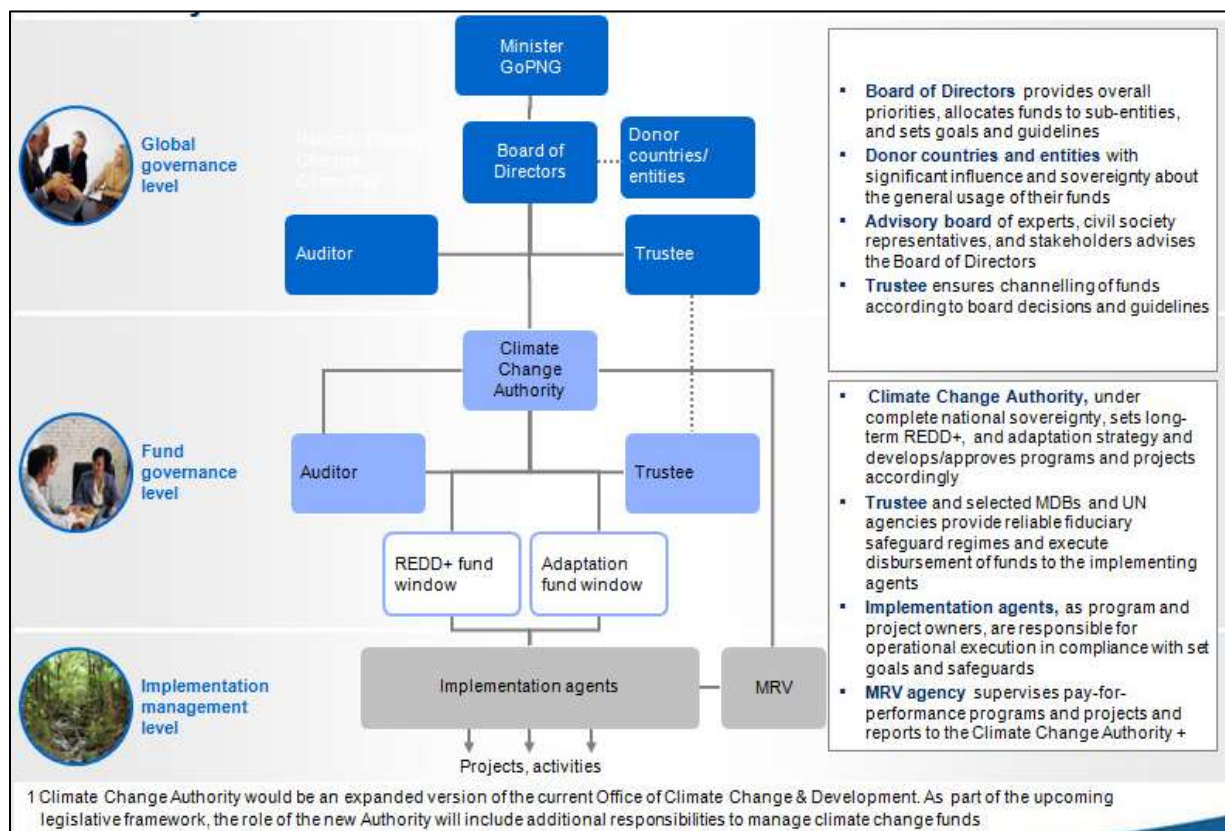 Minister
GoPNG
Global
governance
level
Board of
Directors
Donor
countries/
entities
Auditor
Trustee
▪ Board of Directors provides overall
priorities, allocates funds to sub-entities,
and sets goals and guidelines
▪ Donor countries and entities with
significant influence and sovereignty about
the general usage of their funds
▪ Advisory board of experts, civil society
representatives, and stakeholders advises
the Board of Directors
▪ Trustee ensures channelling of funds
according to board decisions and guidelines
Fund
governance
level
Climate
Change
Authority
Auditor
Trustee
REDD+ fund
window
Adaptation
fund window
▪ Climate Change Authority, under
complete national sovereignty, sets long-
term REDD+, and adaptation strategy and
develops/approves programs and projects
accordingly
▪ Trustee and selected MDBs and UN
agencies provide reliable fiduciary
safeguard regimes and execute
disbursement of funds to the implementing
agents
▪ Implementation agents, as program and
project owners, are responsible for
operational execution in compliance with set
goals and safeguards
▪ MRV agency supervises pay-for-
performance programs and projects and
reports to the Climate Change Authority +
Implementation
management
level
Implementation agents
MRV
Projects, activities
1 Climate Change Authority would be an expanded version of the current Office of Climate Change & Development. As part of the upcoming
legislative framework, the role of the new Authority will include additional responsibilities to manage climate change funds